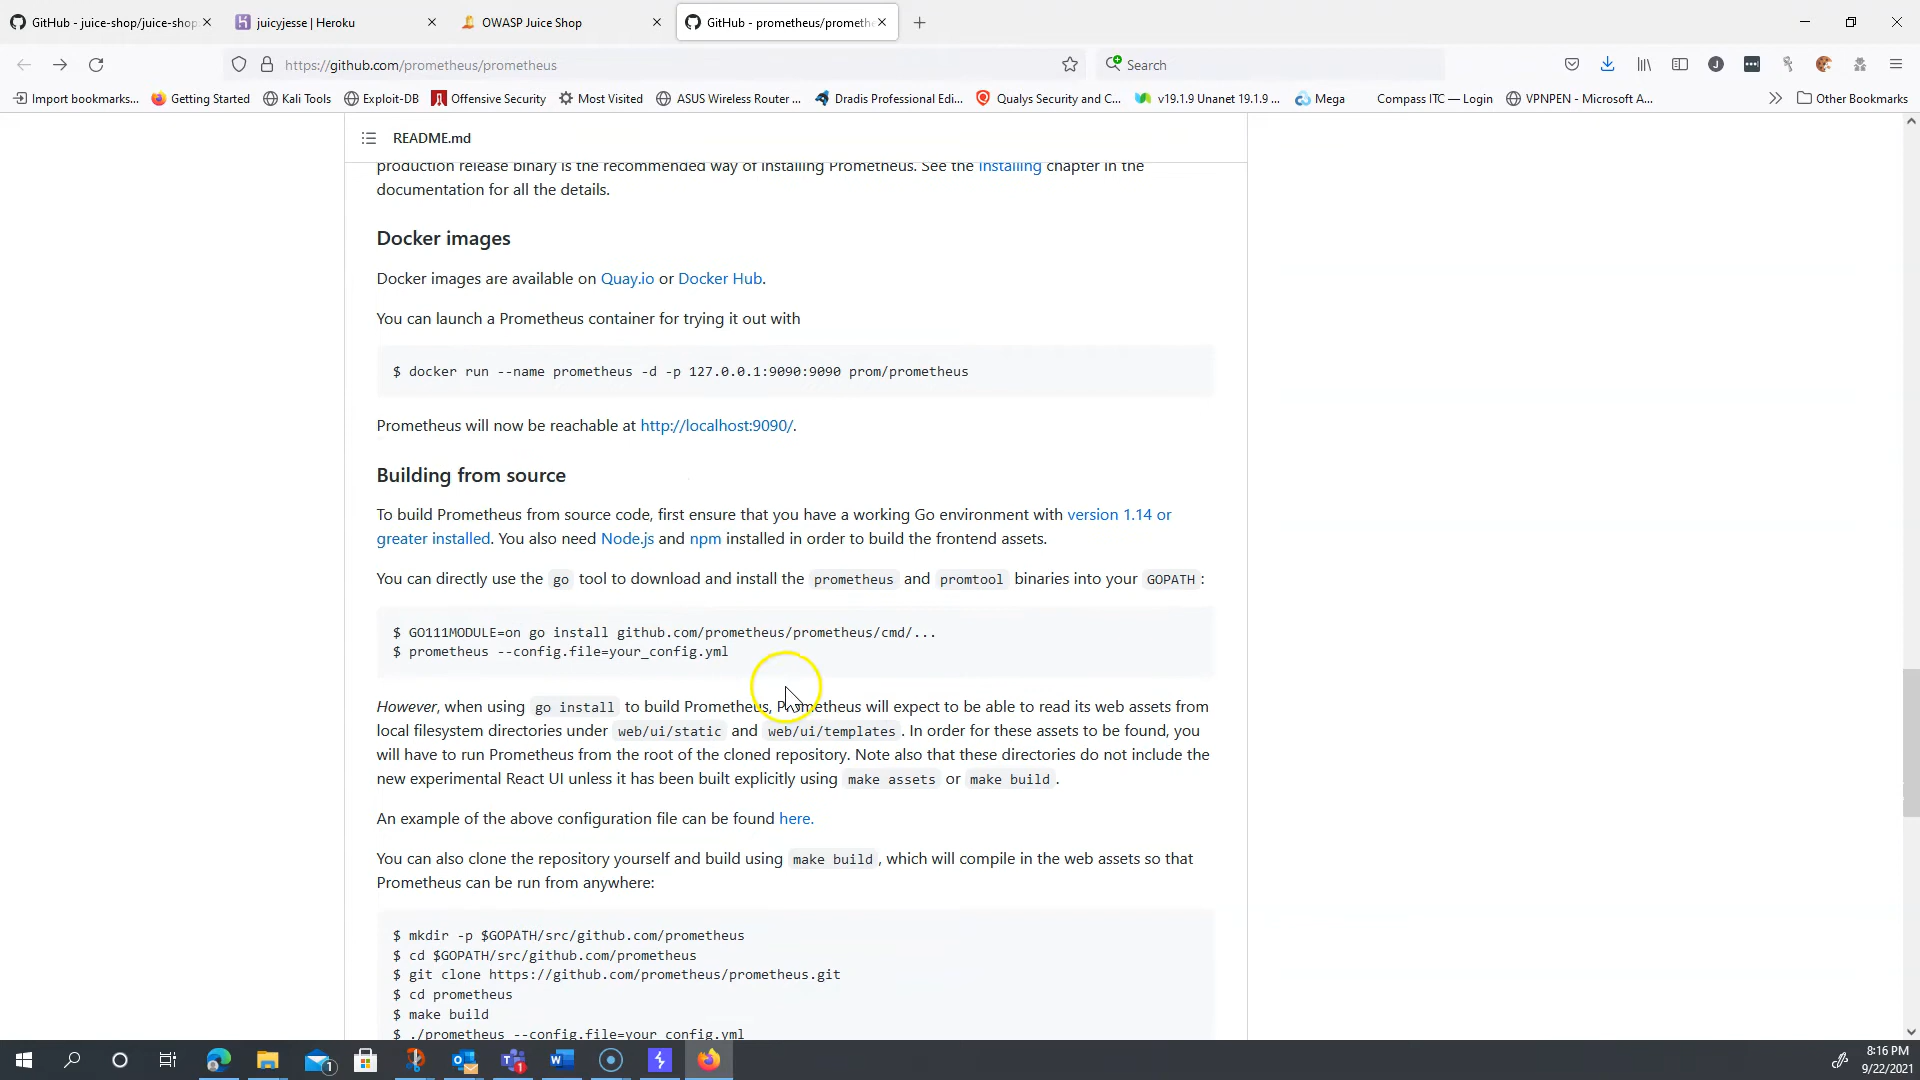 GitHub - juice-shop/juice-shop:
juicyjesse | Heroku
OWASP Juice Shop
GitHub - prometheus/prometh
https://github.com/prometheus/prometheus
Search
Import bookmarks...
Getting Started
Kali Tools
Exploit-DB
Offensive Security
Most Visited
ASUS Wireless Router ...
Dradis Professional Edi...
Qualys Security and C...
v19.1.9 Unanet 19.1.9 ...
Mega
Compass ITC — Login
VPNPEN - Microsoft A...
Other Bookmarks
README.md
production release binary is the recommended way of installing Prometheus. See the Installing chapter in the
documentation for all the details.
Docker images
Docker images are available on Quay.io or Docker Hub.
You can launch a Prometheus container for trying it out with
$ docker run --name prometheus -d -p 127.0.0.1:9090:9090 prom/prometheus
Prometheus will now be reachable at http://localhost:9090/.
Building from source
To build Prometheus from source code, first ensure that you have a working Go environment with version 1.14 or
greater installed. You also need Node.js and npm installed in order to build the frontend assets.
You can directly use the go tool to download and install the prometheus and promtool binaries into your GOPATH :
$ GO111MODULE=on go install github.com/prometheus/prometheus/cmd/...
$ prometheus --config.file=your_config.yml
However, when using go install to build Prometheus, Prometheus will expect to be able to read its web assets from
local filesystem directories under web/ui/static and web/ui/templates . In order for these assets to be found, you
will have to run Prometheus from the root of the cloned repository. Note also that these directories do not include the
new experimental React UI unless it has been built explicitly using make assets or make build .
An example of the above configuration file can be found here.
You can also clone the repository yourself and build using make build , which will compile in the web assets so that
Prometheus can be run from anywhere:
$ mkdir -p $GOPATH/src/github.com/prometheus
$ cd $GOPATH/src/github.com/prometheus
$ git clone https://github.com/prometheus/prometheus.git
$ cd prometheus
$ make build
$ ./prometheus --config.file=your_config.yml
8:16 PM
9/22/2021